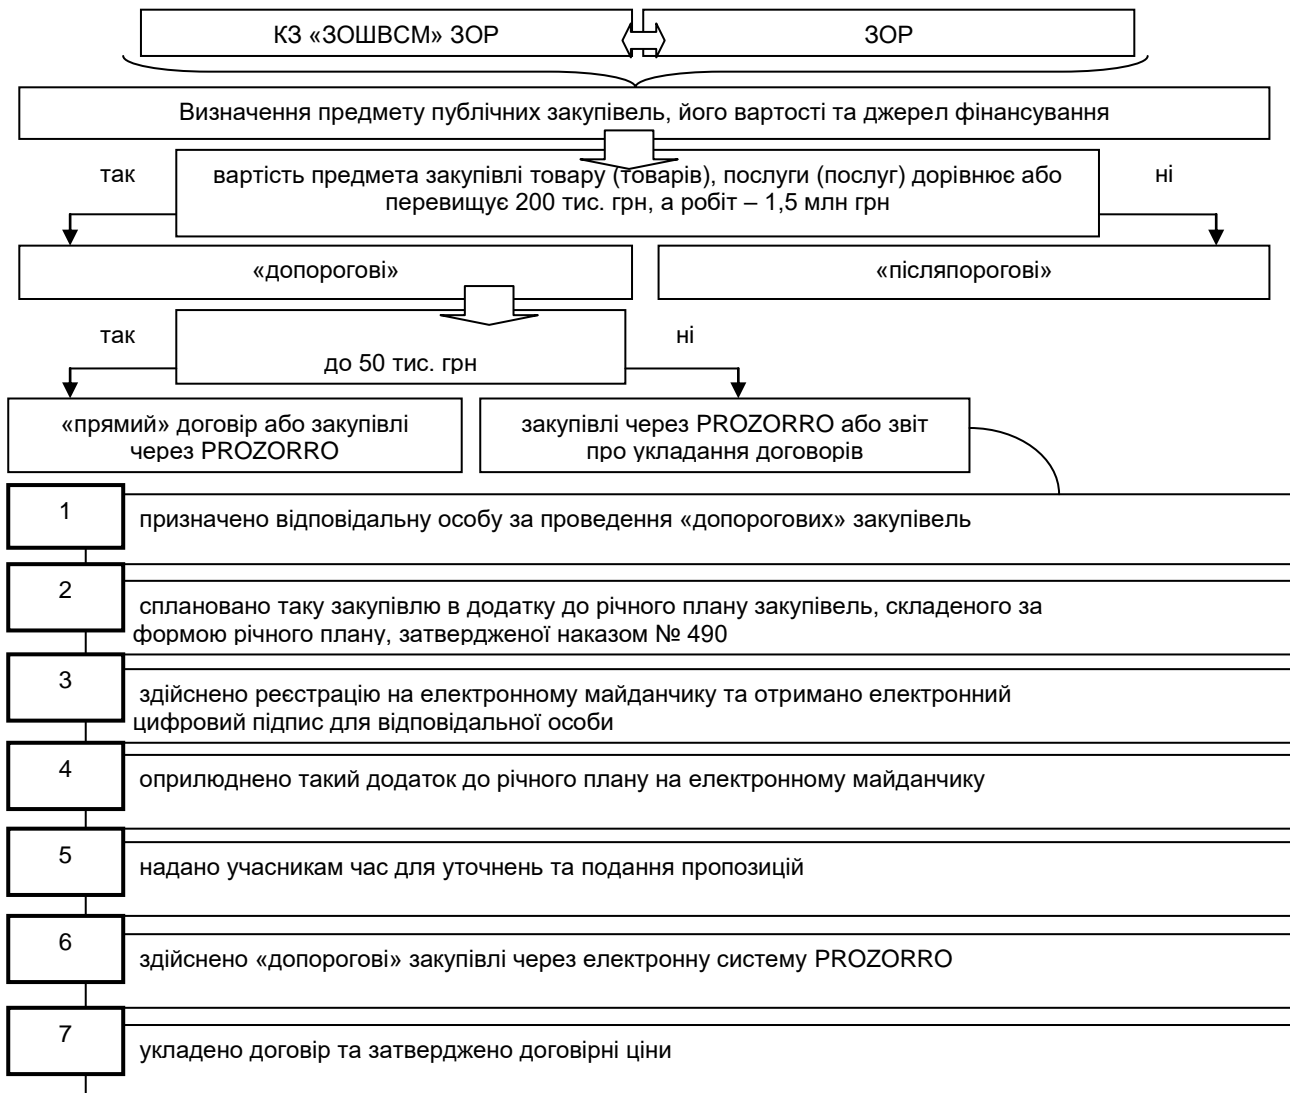 КЗ «ЗОШВСМ» ЗОР
ЗОР
Визначення предмету публічних закупівель, його вартості та джерел фінансування
так
вартість предмета закупівлі товару (товарів), послуги (послуг) дорівнює або
перевищує 200 тис. грн, а робіт – 1,5 млн грн
ні
«допорогові»
«післяпорогові»
так
до 50 тис. грн
ні
«прямий» договір або закупівлі
через PROZORRO
закупівлі через PROZORRO або звіт
про укладання договорів
1
призначено відповідальну особу за проведення «допорогових» закупівель
2
сплановано таку закупівлю в додатку до річного плану закупівель, складеного за
формою річного плану, затвердженої наказом № 490
3
здійснено реєстрацію на електронному майданчику та отримано електронний
цифровий підпис для відповідальної особи
4
оприлюднено такий додаток до річного плану на електронному майданчику
5
надано учасникам час для уточнень та подання пропозицій
6
здійснено «допорогові» закупівлі через електронну систему PROZORRO
7
укладено договір та затверджено договірні ціни